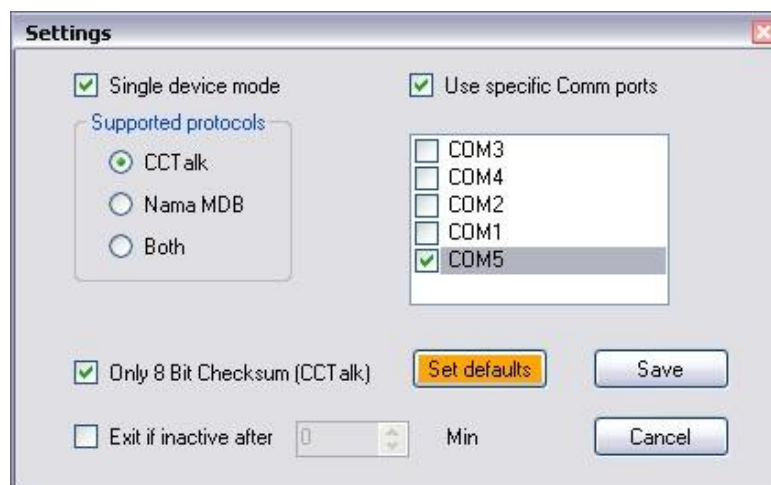 Settings
Single device mode
Use specific Comm ports
Supported protocols
CCTalk
Nama MDB
Both
COM3
COM4
COM2
COM1
COM5
Only 8 Bit Checksum (CCTalk)
Set defaults
Save
Exit if inactive after 0 Min
Cancel